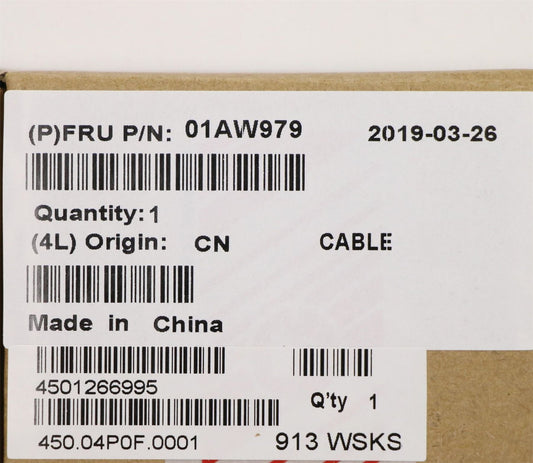 (P)FRU P/N: 01AW979 2019-03-26
Quantity:1
(4L) Origin: CN CABLE
Made in China
4501266995
Q'ty 1
450.04P0F.0001 913 WSKS